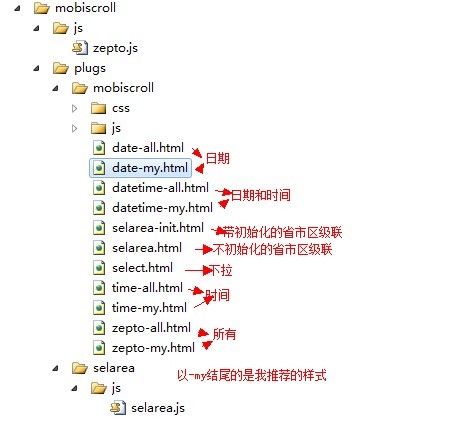 mobiscroll
js
zepto.js
plugs
mobiscroll
css
js
date-all.html
日期
date-my.html
datetime-all.html
日期和时间
datetime-my.html
selarea-init.html
带初始化的省市区级联
selarea.html
不初始化的省市区级联
select.html
下拉
time-all.html
时间
time-my.html
zepto-all.html
所有
zepto-my.html
selarea
以-my结尾的是我推荐的样式
js
selarea.js